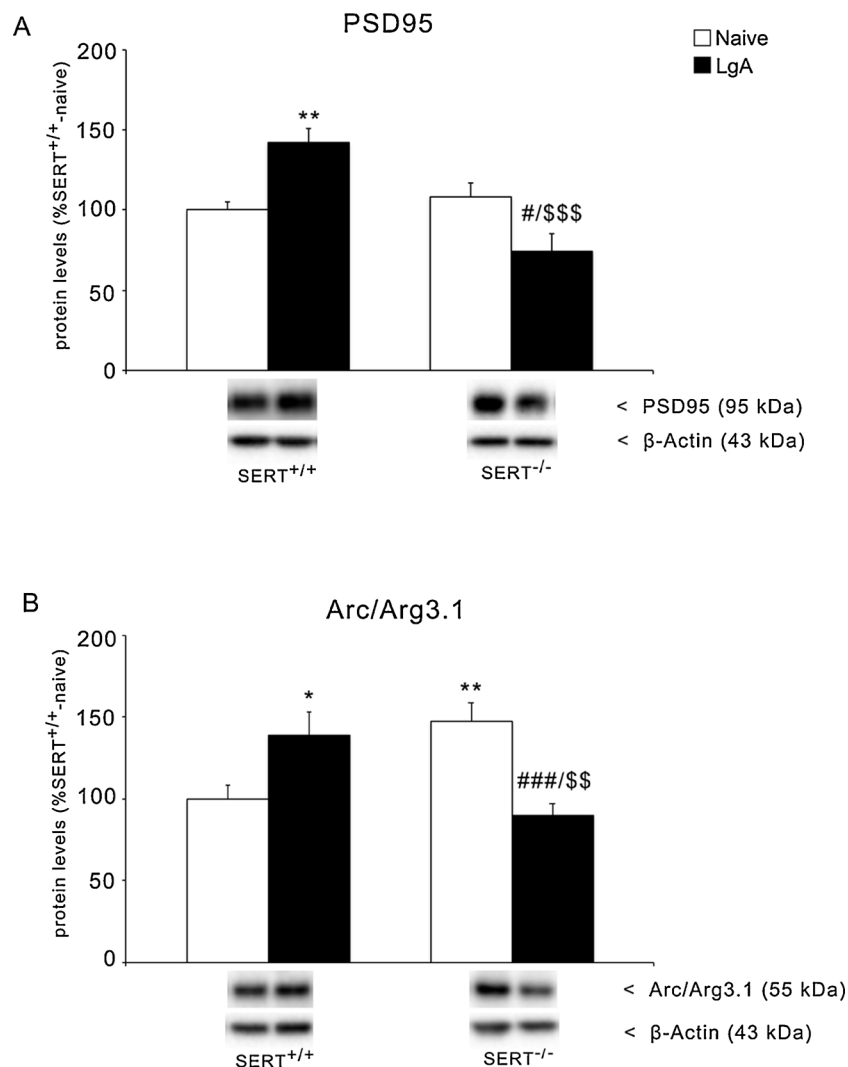 A
PSD95
Naive
LgA
protein levels (%SERT+/+-naive)
200
150
100
50
0
**
#/$$$
< PSD95 (95 kDa)
< β-Actin (43 kDa)
SERT+/+
SERT-/-
B
Arc/Arg3.1
protein levels (%SERT+/+-naive)
200
150
100
50
0
*
**
###/$$
< Arc/Arg3.1 (55 kDa)
< β-Actin (43 kDa)
SERT+/+
SERT-/-